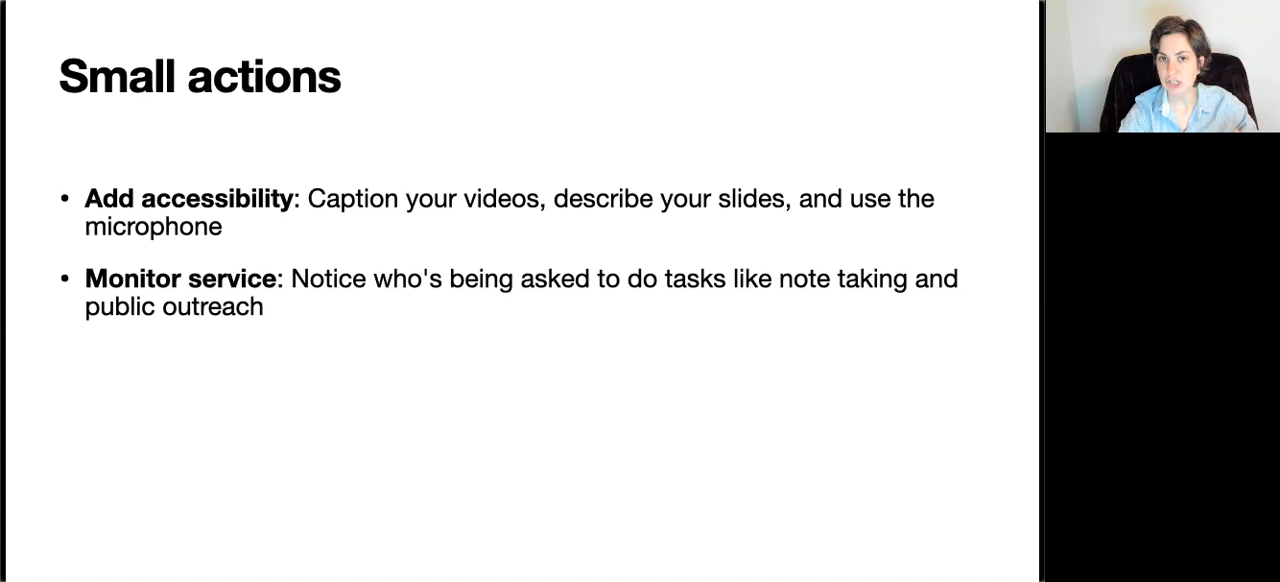 Small actions
• Add accessibility: Caption your videos, describe your slides, and use the
microphone
• Monitor service: Notice who's being asked to do tasks like note taking and
public outreach